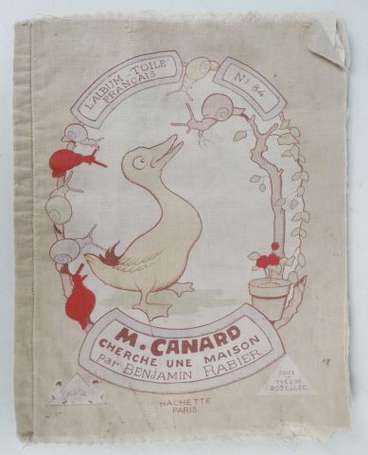 L'ALBUM-TOILE
FRANÇAIS
N° 84
M. CANARD
CHERCHE UNE MAISON
par BENJAMIN RABIER
HACHETTE
PARIS